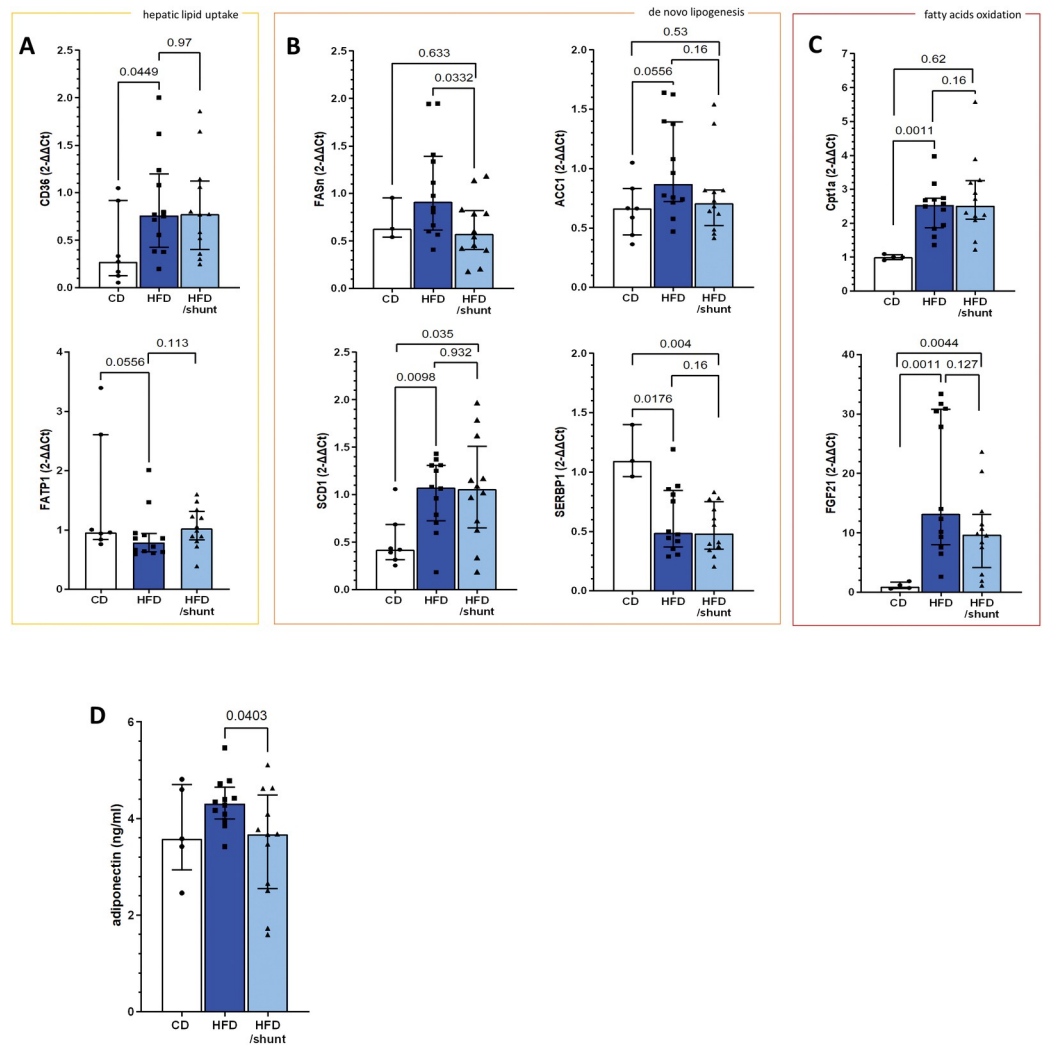 hepatic lipid uptake
de novo lipogenesis
fatty acids oxidation
A
CD36 (2-ΔΔCt)
2.5
2.0
1.5
1.0
0.5
0.0
0.97
0.0449
CD
HFD
HFD
/shunt
FATP1 (2-ΔΔCt)
4
3
2
1
0
0.113
0.0556
CD
HFD
HFD
/shunt
B
FASn (2-ΔΔCt)
2.5
2.0
1.5
1.0
0.5
0.0
0.633
0.0332
CD
HFD
HFD
/shunt
ACC1 (2-ΔΔCt)
2.0
1.5
1.0
0.5
0.0
0.53
0.16
0.0556
CD
HFD
HFD
/shunt
SCD1 (2-ΔΔCt)
2.5
2.0
1.5
1.0
0.5
0.0
0.035
0.932
0.0098
CD
HFD
HFD
/shunt
SERBP1 (2-ΔΔCt)
2.0
1.5
1.0
0.5
0.0
0.004
0.16
0.0176
CD
HFD
HFD
/shunt
C
Cpt1a (2-ΔΔCt)
7
6
5
4
3
2
1
0
0.62
0.16
0.0011
CD
HFD
HFD
/shunt
FGF21 (2-ΔΔCt)
40
30
20
10
0
0.0044
0.0011
0.127
CD
HFD
HFD
/shunt
D
adiponectin (ng/ml)
6
4
2
0
0.0403
CD
HFD
HFD
/shunt